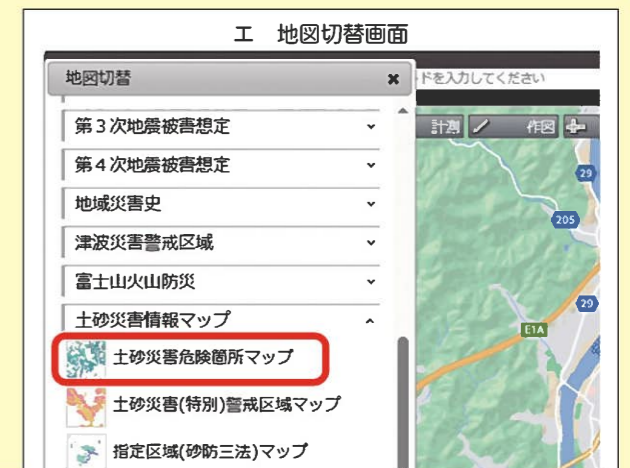 エ 地図切替画面
地図切替 ×
ドを入力してください
第3次地震被害想定
計測 作図
第4次地震被害想定
29
地域災害史
205
津波災害警戒区域
富士山火山防災
29
土砂災害情報マップ
E1A
土砂災害危険箇所マップ
土砂災害(特別)警戒区域マップ
指定区域(砂防三法)マップ